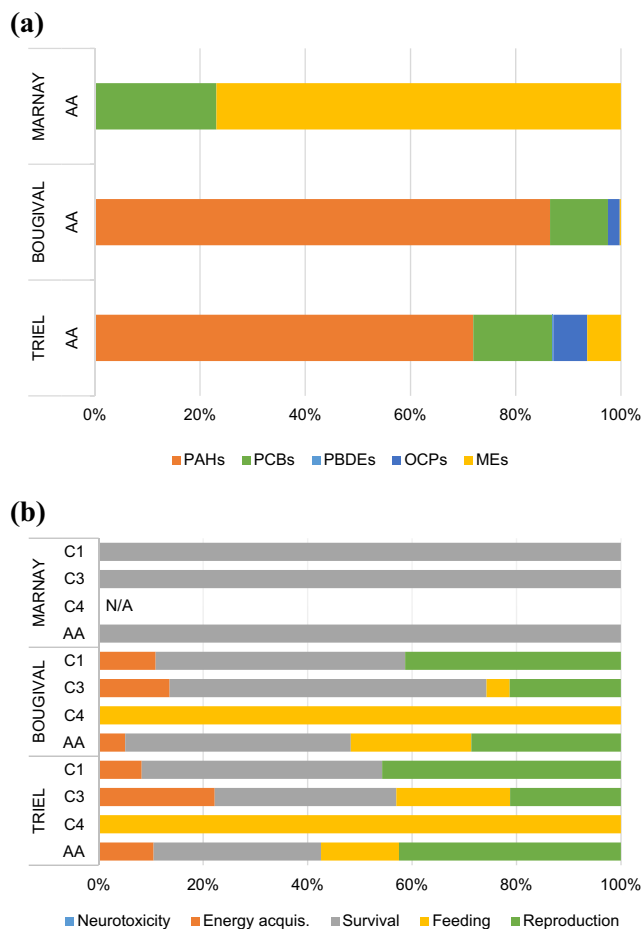 (a)
MARNAY
AA
BOUGIVAL
AA
TRIEL
AA
0% 20% 40% 60% 80% 100%
PAHs PCBs PBDEs OCPs MEs
(b)
MARNAY
C1
C3
C4 N/A
AA
BOUGIVAL
C1
C3
C4
AA
TRIEL
C1
C3
C4
AA
0% 20% 40% 60% 80% 100%
Neurotoxicity Energy acquis. Survival Feeding Reproduction